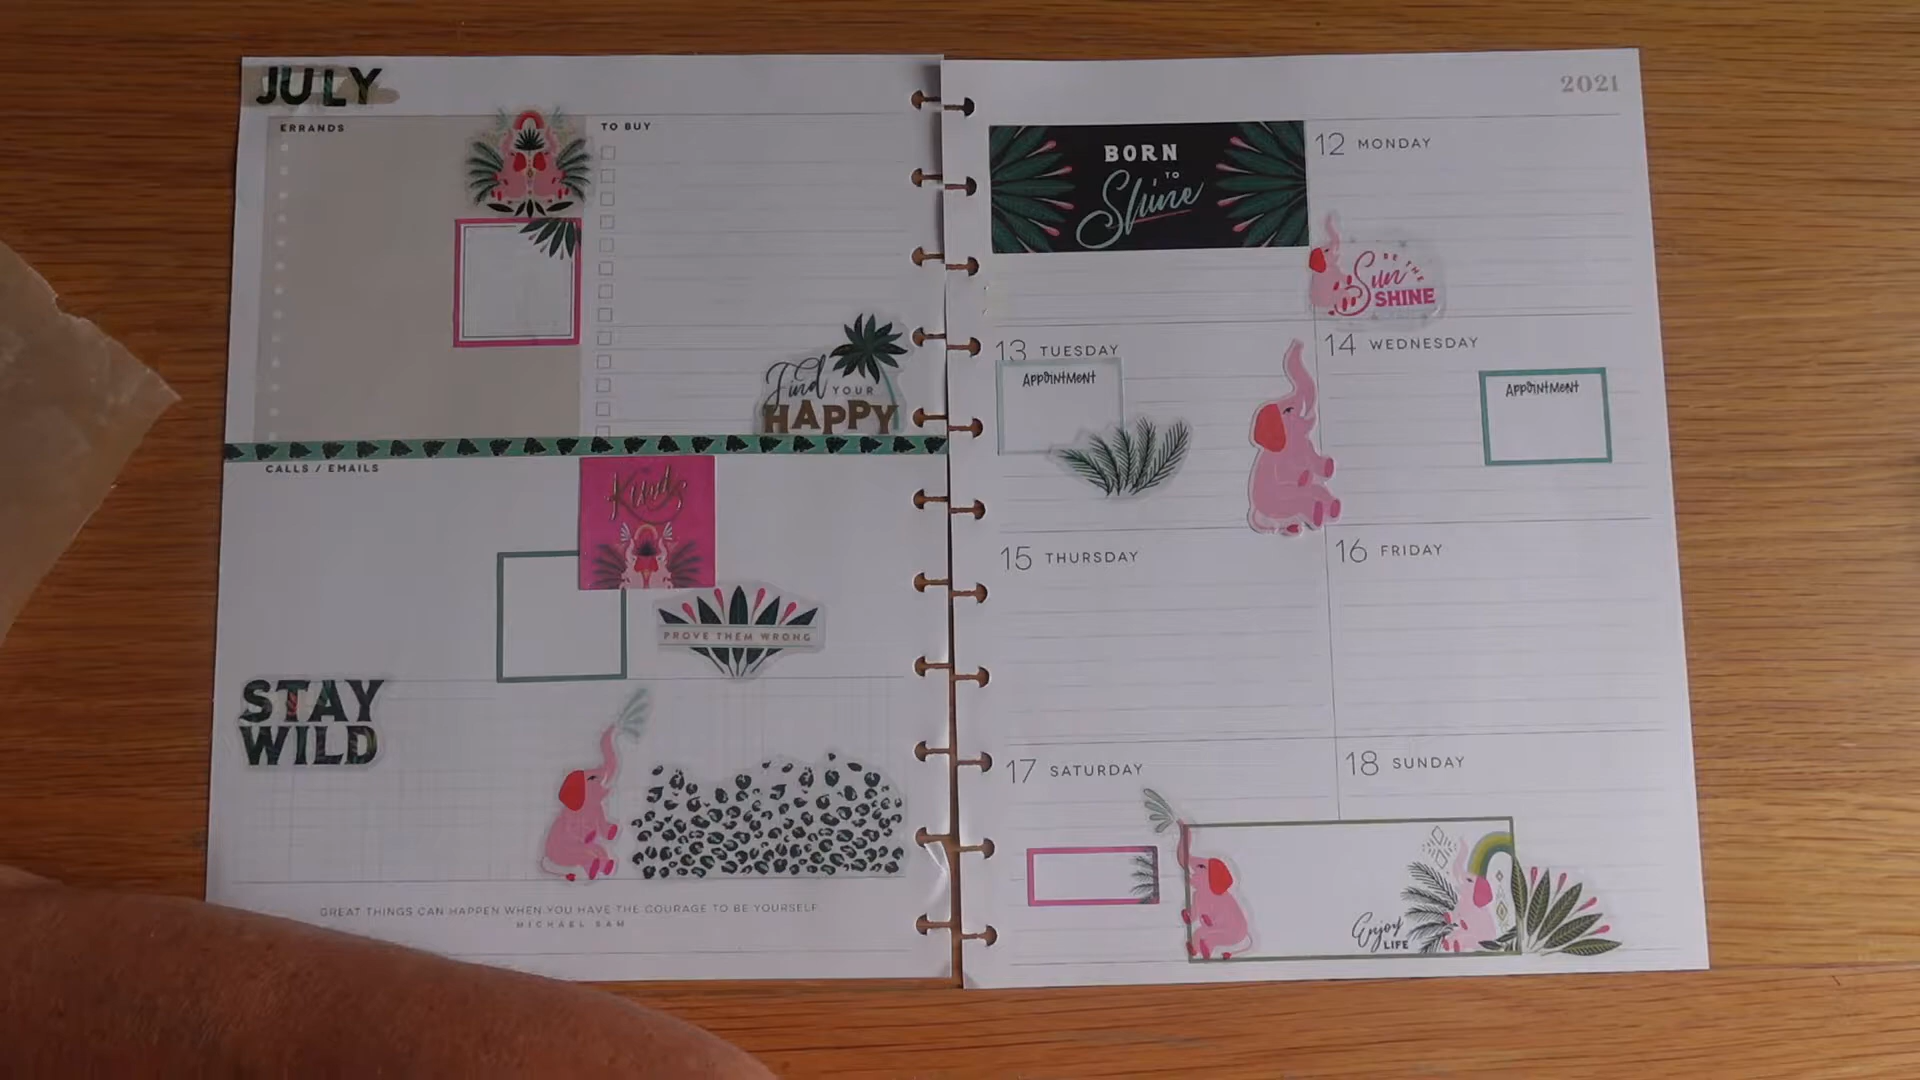 JULY
ERRANDS
TO BUY
Find YOUR
HAPPY
CALLS / EMAILS
Kind
PROVE THEM WRONG
STAY
WILD
GREAT THINGS CAN HAPPEN WHEN YOU HAVE THE COURAGE TO BE YOURSELF.
MICHAEL SAM
2021
BORN
TO
Shine
12 MONDAY
BE THE
Sun
SHINE
13 TUESDAY
APPOINTMENT
14 WEDNESDAY
APPOINTMENT
15 THURSDAY
16 FRIDAY
17 SATURDAY
18 SUNDAY
Enjoy
LIFE